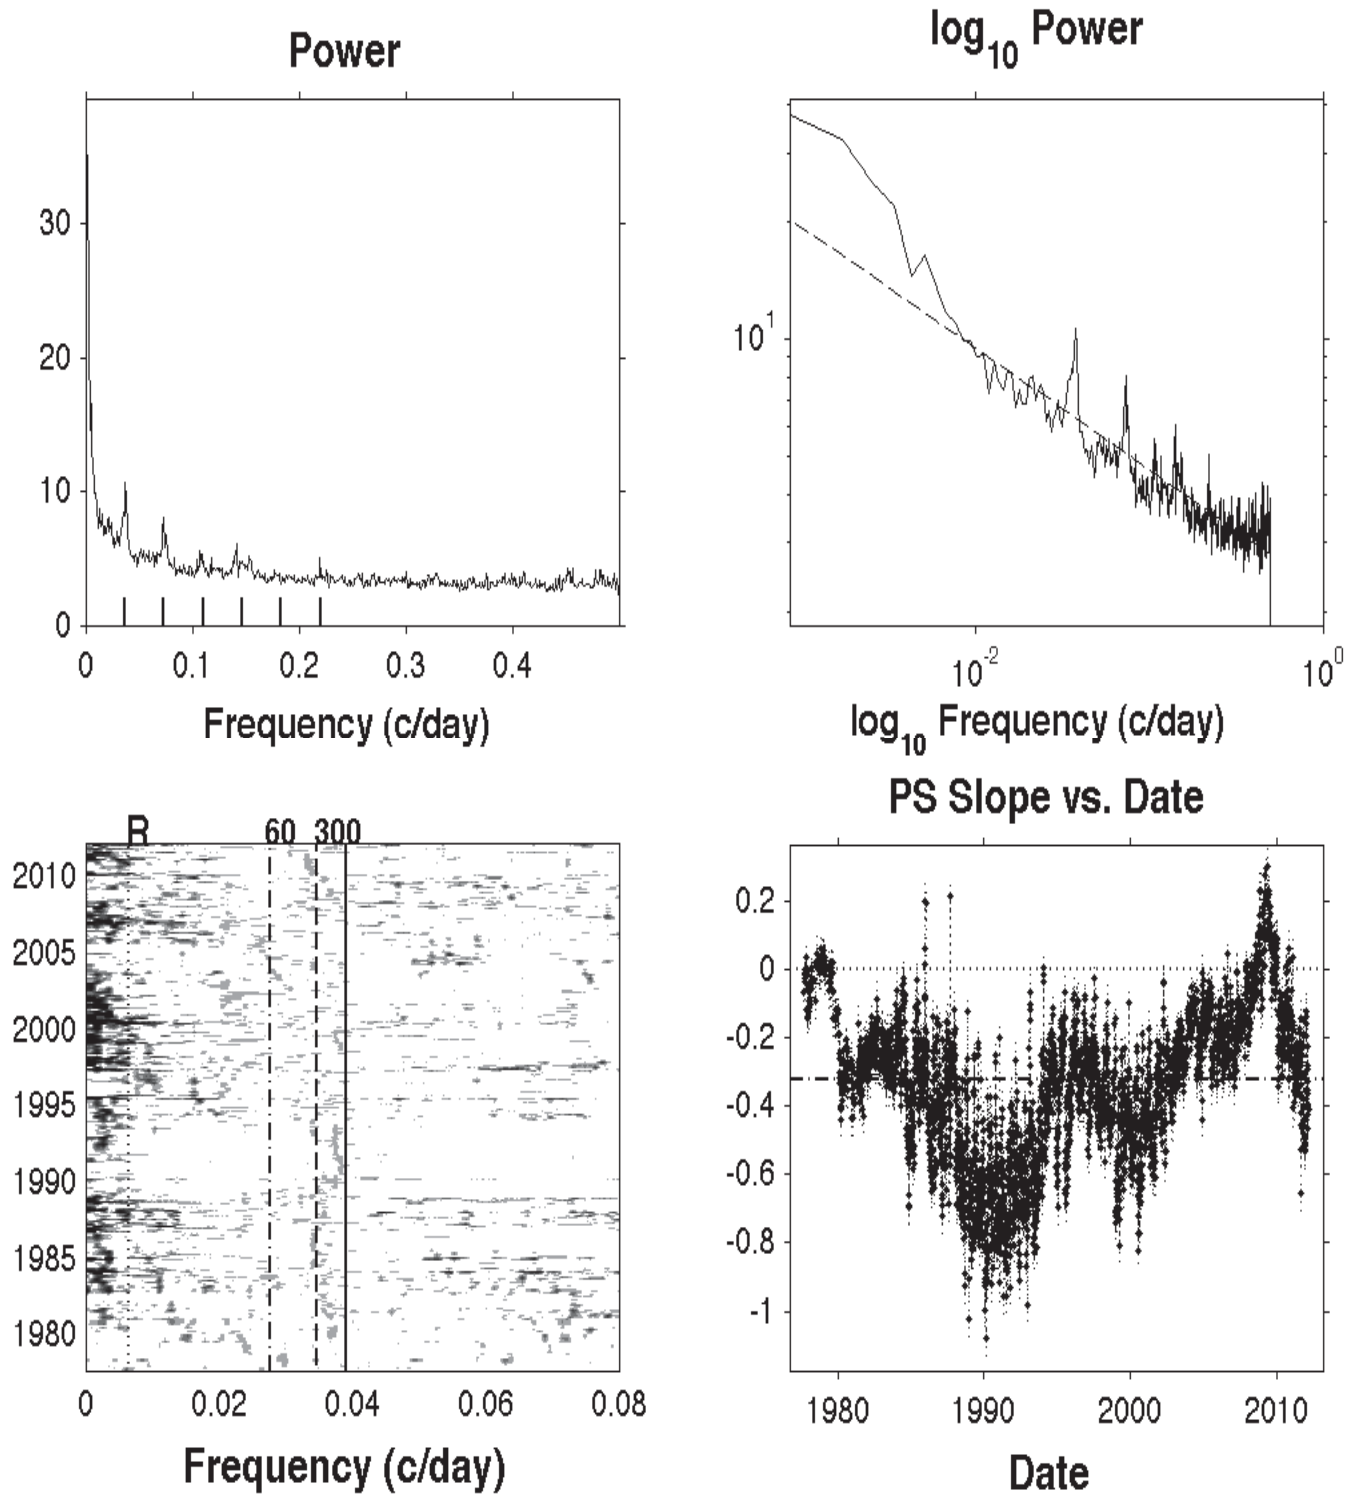 Power
log10 Power
30
20
10
0
0 0.1 0.2 0.3 0.4
Frequency (c/day)
10^1
10^-2 10^0
log10 Frequency (c/day)
R 60 300
2010
2005
2000
1995
1990
1985
1980
0 0.02 0.04 0.06 0.08
Frequency (c/day)
PS Slope vs. Date
0.2
0
-0.2
-0.4
-0.6
-0.8
-1
1980 1990 2000 2010
Date